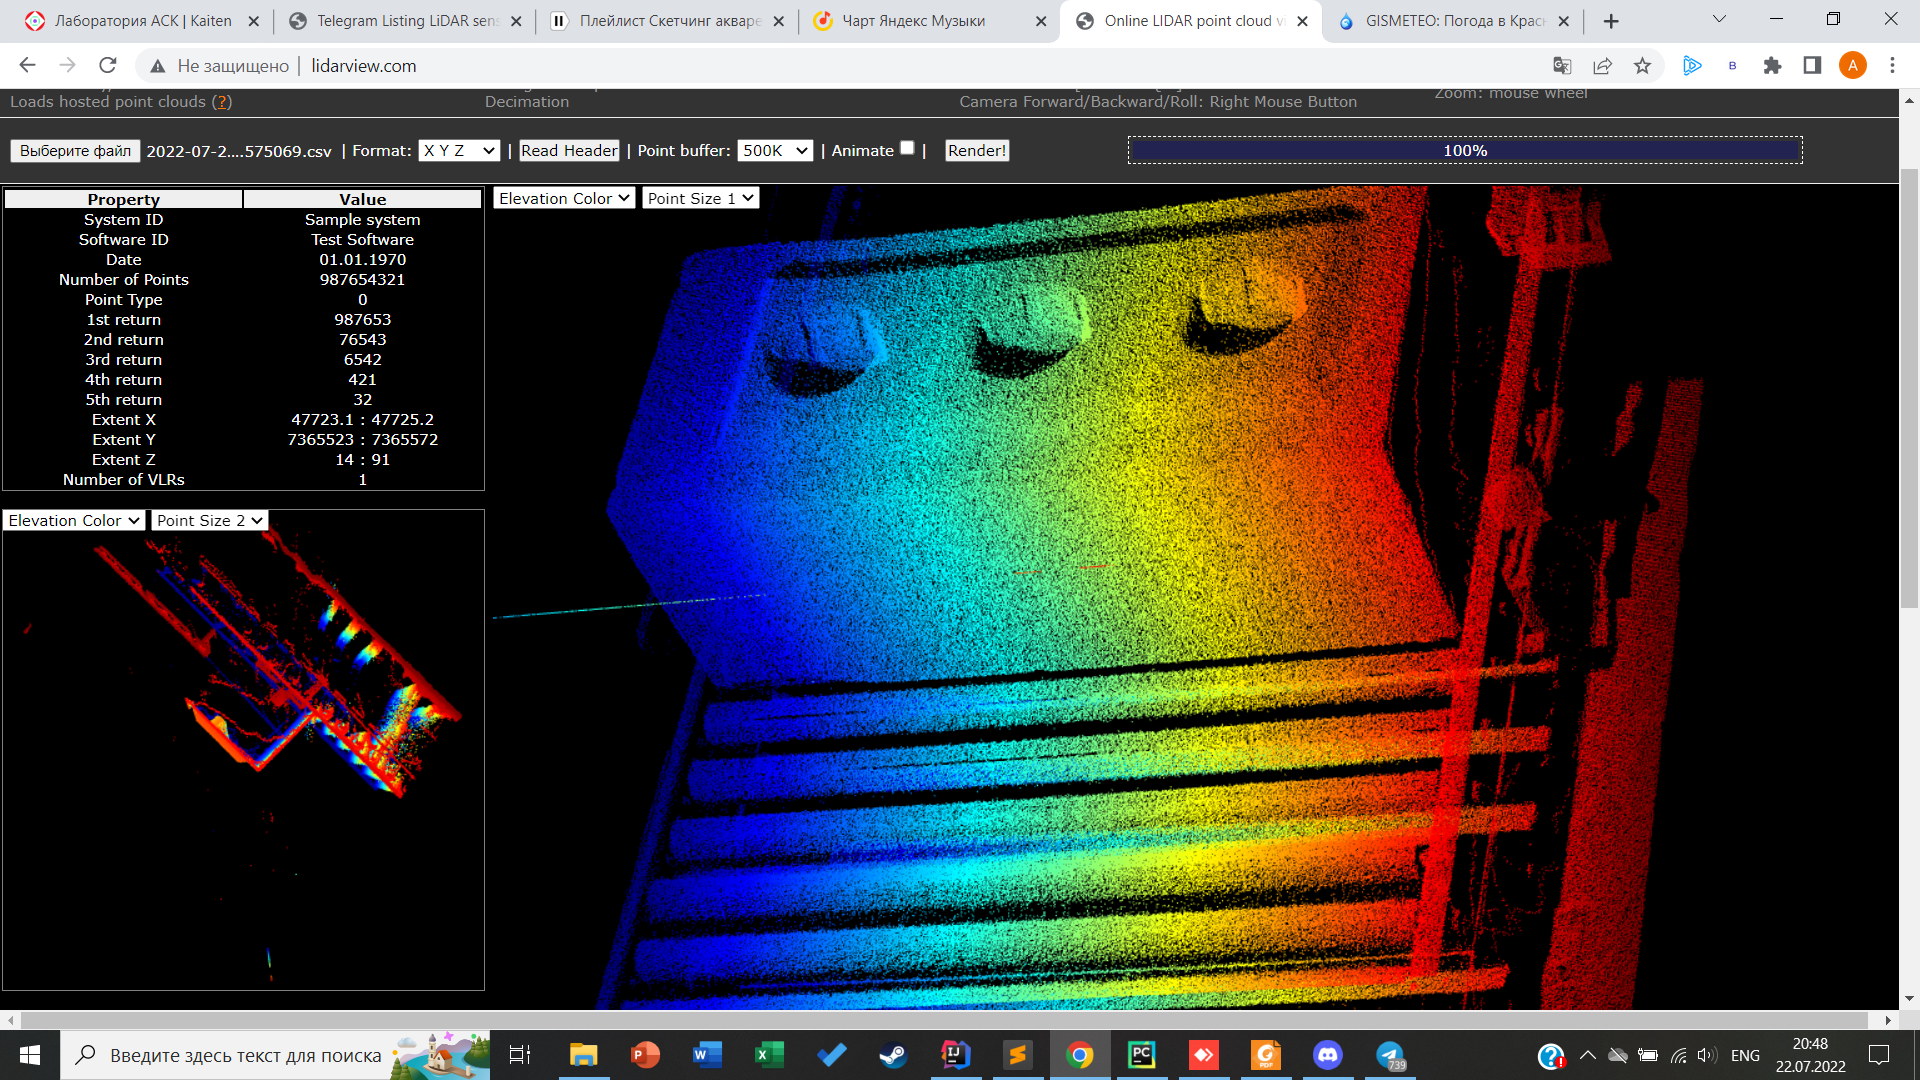 Лаборатория АСК | Kaiten
Telegram Listing LiDAR sens
Плейлист Скетчинг акваре
Чарт Яндекс Музыки
Online LIDAR point cloud v
GISMETEO: Погода в Красн
Не защищено | lidarview.com
A
Loads hosted point clouds (?)
Decimation
Camera Forward/Backward/Roll: Right Mouse Button
Zoom: mouse wheel
Выберите файл 2022-07-2....575069.csv | Format: X Y Z | Read Header | Point buffer: 500K | Animate | Render! 100%
Property Value
System ID Sample system
Software ID Test Software
Date 01.01.1970
Number of Points 987654321
Point Type 0
1st return 987653
2nd return 76543
3rd return 6542
4th return 421
5th return 32
Extent X 47723.1 : 47725.2
Extent Y 7365523 : 7365572
Extent Z 14 : 91
Number of VLRs 1
Elevation Color Point Size 1
Elevation Color Point Size 2
Введите здесь текст для поиска
739
ENG
20:48
22.07.2022